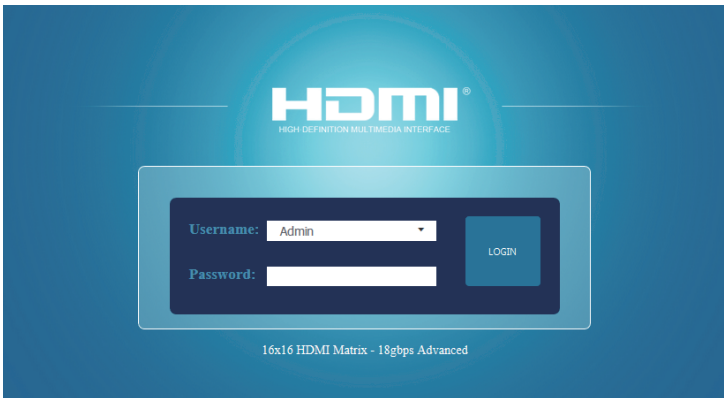 HDMI®
HIGH-DEFINITION MULTIMEDIA INTERFACE
Username: Admin
LOGIN
Password:
16x16 HDMI Matrix - 18gbps Advanced